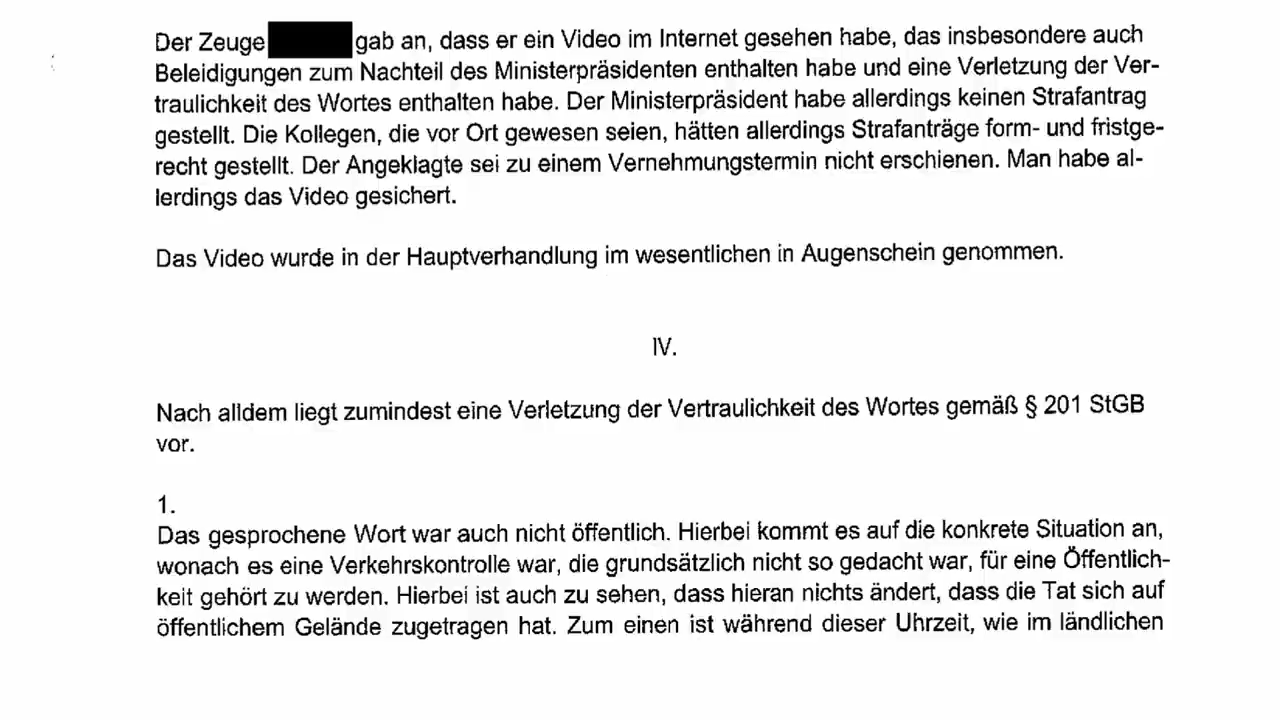 Der Zeuge gab an, dass er ein Video im Internet gesehen habe, das insbesondere auch
Beleidigungen zum Nachteil des Ministerpräsidenten enthalten habe und eine Verletzung der Ver-
traulichkeit des Wortes enthalten habe. Der Ministerpräsident habe allerdings keinen Strafantrag
gestellt. Die Kollegen, die vor Ort gewesen seien, hätten allerdings Strafanträge form- und fristge-
recht gestellt. Der Angeklagte sei zu einem Vernehmungstermin nicht erschienen. Man habe al-
lerdings das Video gesichert.
Das Video wurde in der Hauptverhandlung im wesentlichen in Augenschein genommen.
IV.
Nach alldem liegt zumindest eine Verletzung der Vertraulichkeit des Wortes gemäß § 201 StGB
vor.
1.
Das gesprochene Wort war auch nicht öffentlich. Hierbei kommt es auf die konkrete Situation an,
wonach es eine Verkehrskontrolle war, die grundsätzlich nicht so gedacht war, für eine Öffentlich-
keit gehört zu werden. Hierbei ist auch zu sehen, dass hieran nichts ändert, dass die Tat sich auf
öffentlichem Gelände zugetragen hat. Zum einen ist während dieser Uhrzeit, wie im ländlichen